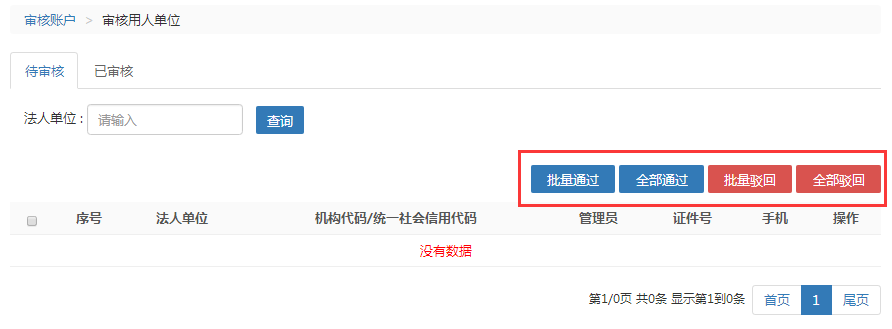 审核账户 > 审核用人单位
待审核 已审核
法人单位 : 请输入 查询
批量通过 全部通过 批量驳回 全部驳回
序号 法人单位 机构代码/统一社会信用代码 管理员 证件号 手机 操作
没有数据
第1/0页 共0条 显示第1到0条 首页 1 尾页